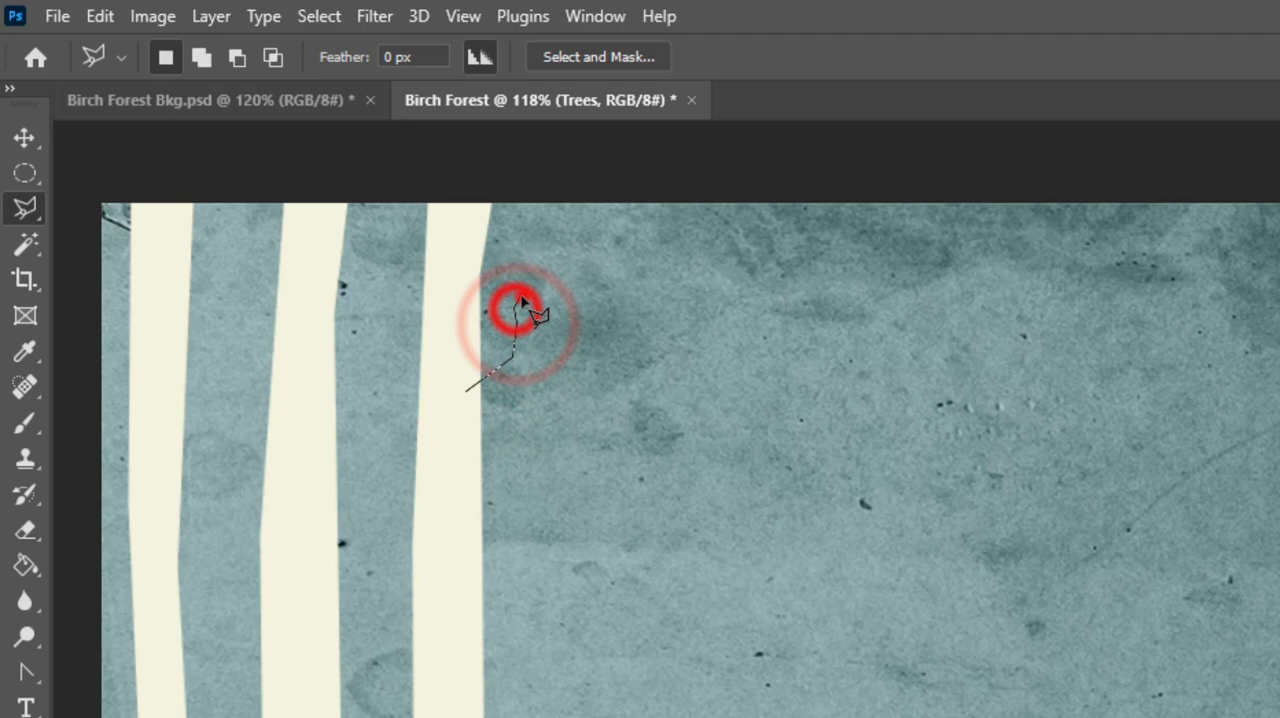 Ps File Edit Image Layer Type Select Filter 3D View Plugins Window Help
Feather: 0 px Select and Mask...
Birch Forest Bkg.psd @ 120% (RGB/8#) * × Birch Forest @ 118% (Trees, RGB/8#) * ×